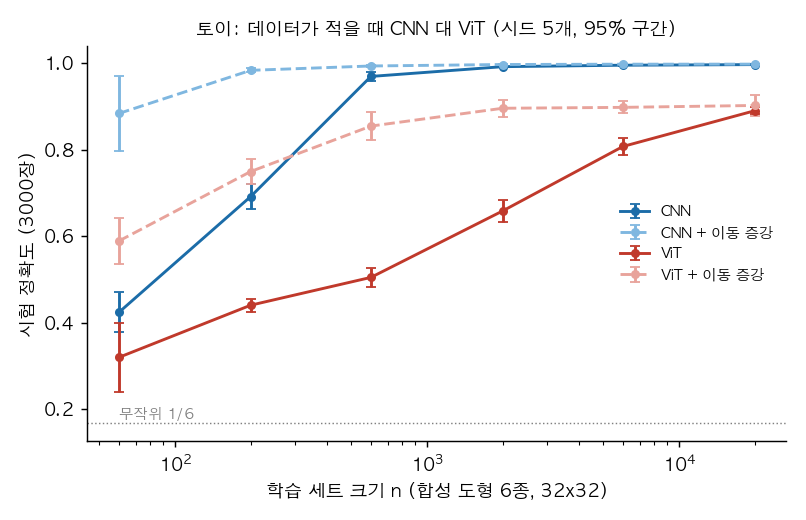 토이: 데이터가 적을 때 CNN 대 ViT (시드 5개, 95% 구간)
시험 정확도 (3000장)
1.0
0.8
0.6
0.4
0.2
CNN
CNN + 이동 증강
ViT
ViT + 이동 증강
무작위 1/6
10² 10³ 10⁴
학습 세트 크기 n (합성 도형 6종, 32x32)